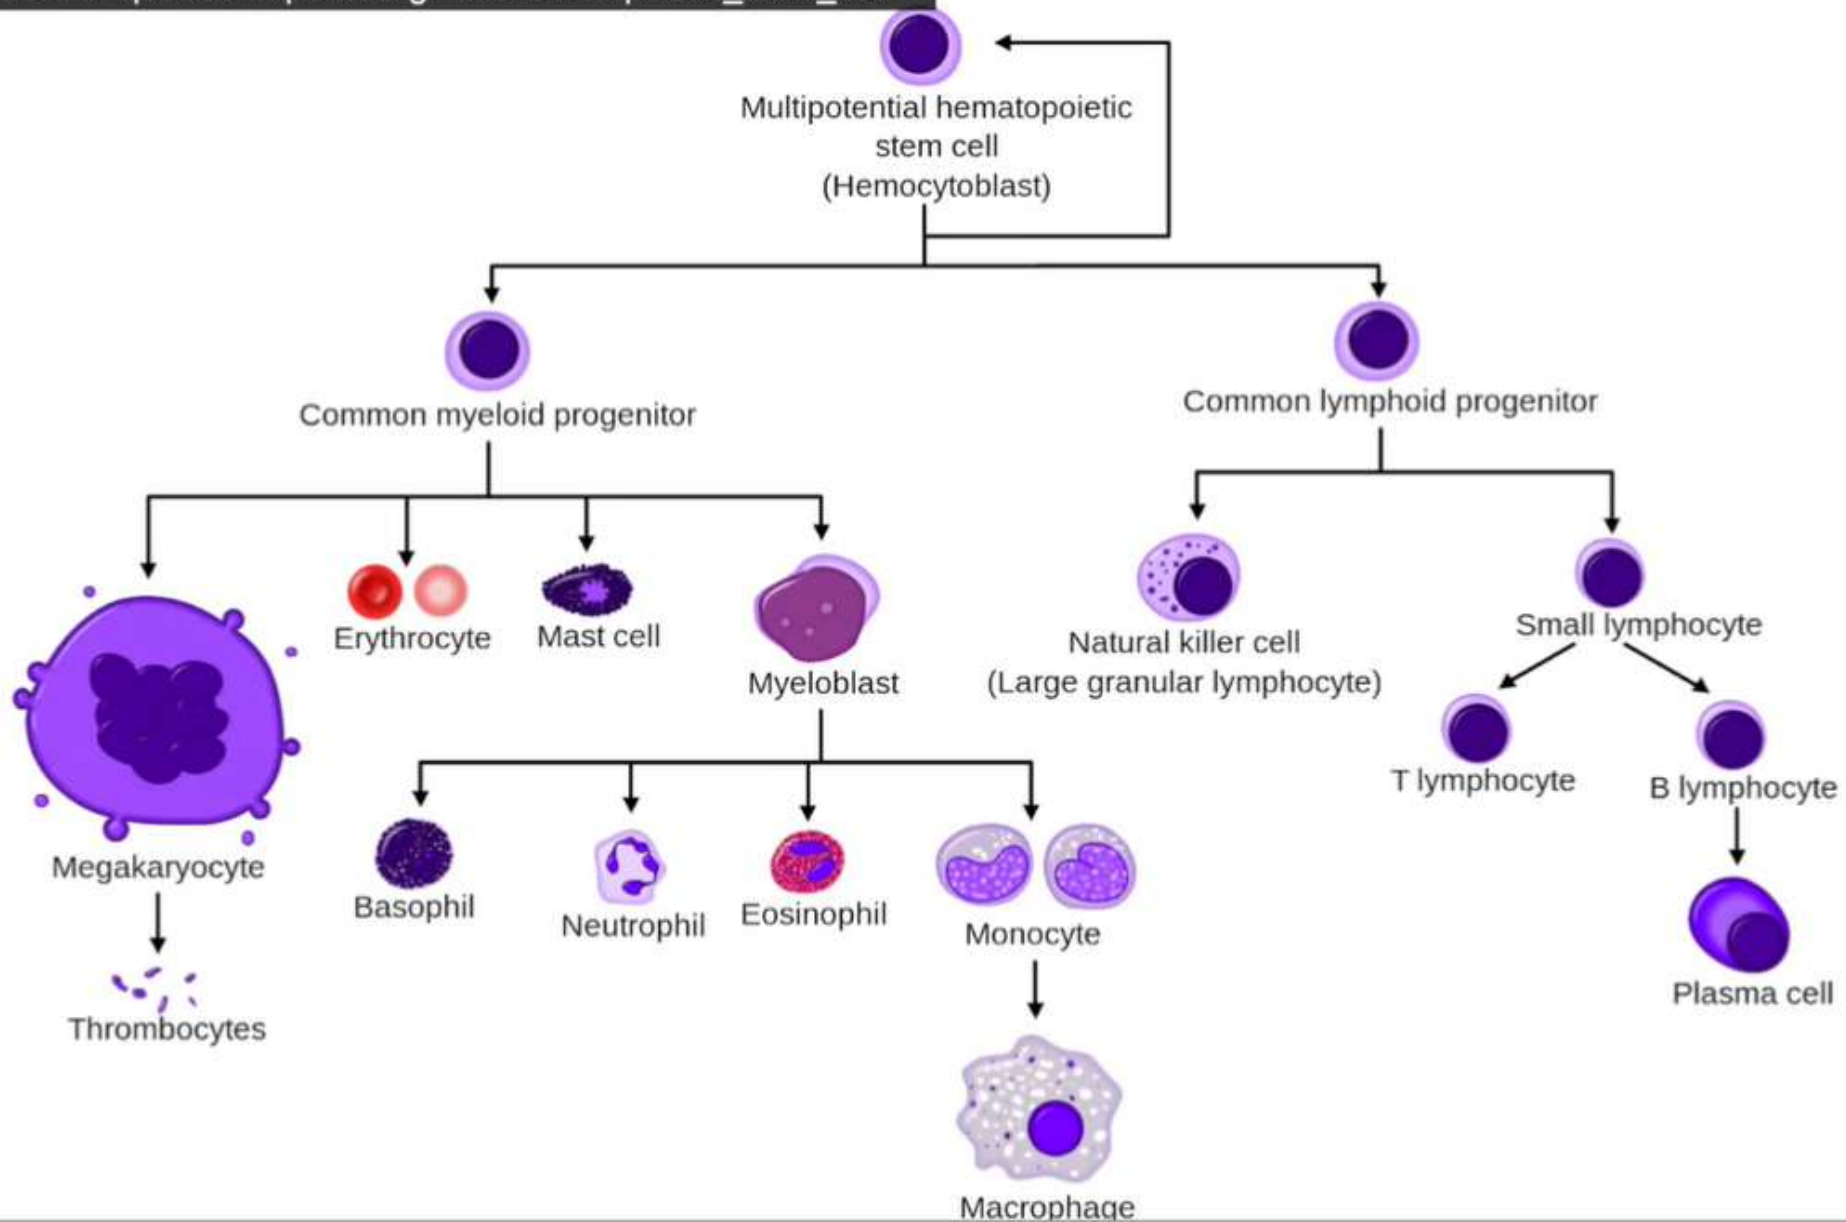 Multipotential hematopoietic
stem cell
(Hemocytoblast)
Common myeloid progenitor
Common lymphoid progenitor
Erythrocyte
Mast cell
Myeloblast
Natural killer cell
(Large granular lymphocyte)
Small lymphocyte
T lymphocyte
B lymphocyte
Megakaryocyte
Basophil
Neutrophil
Eosinophil
Monocyte
Plasma cell
Thrombocytes
Macrophage